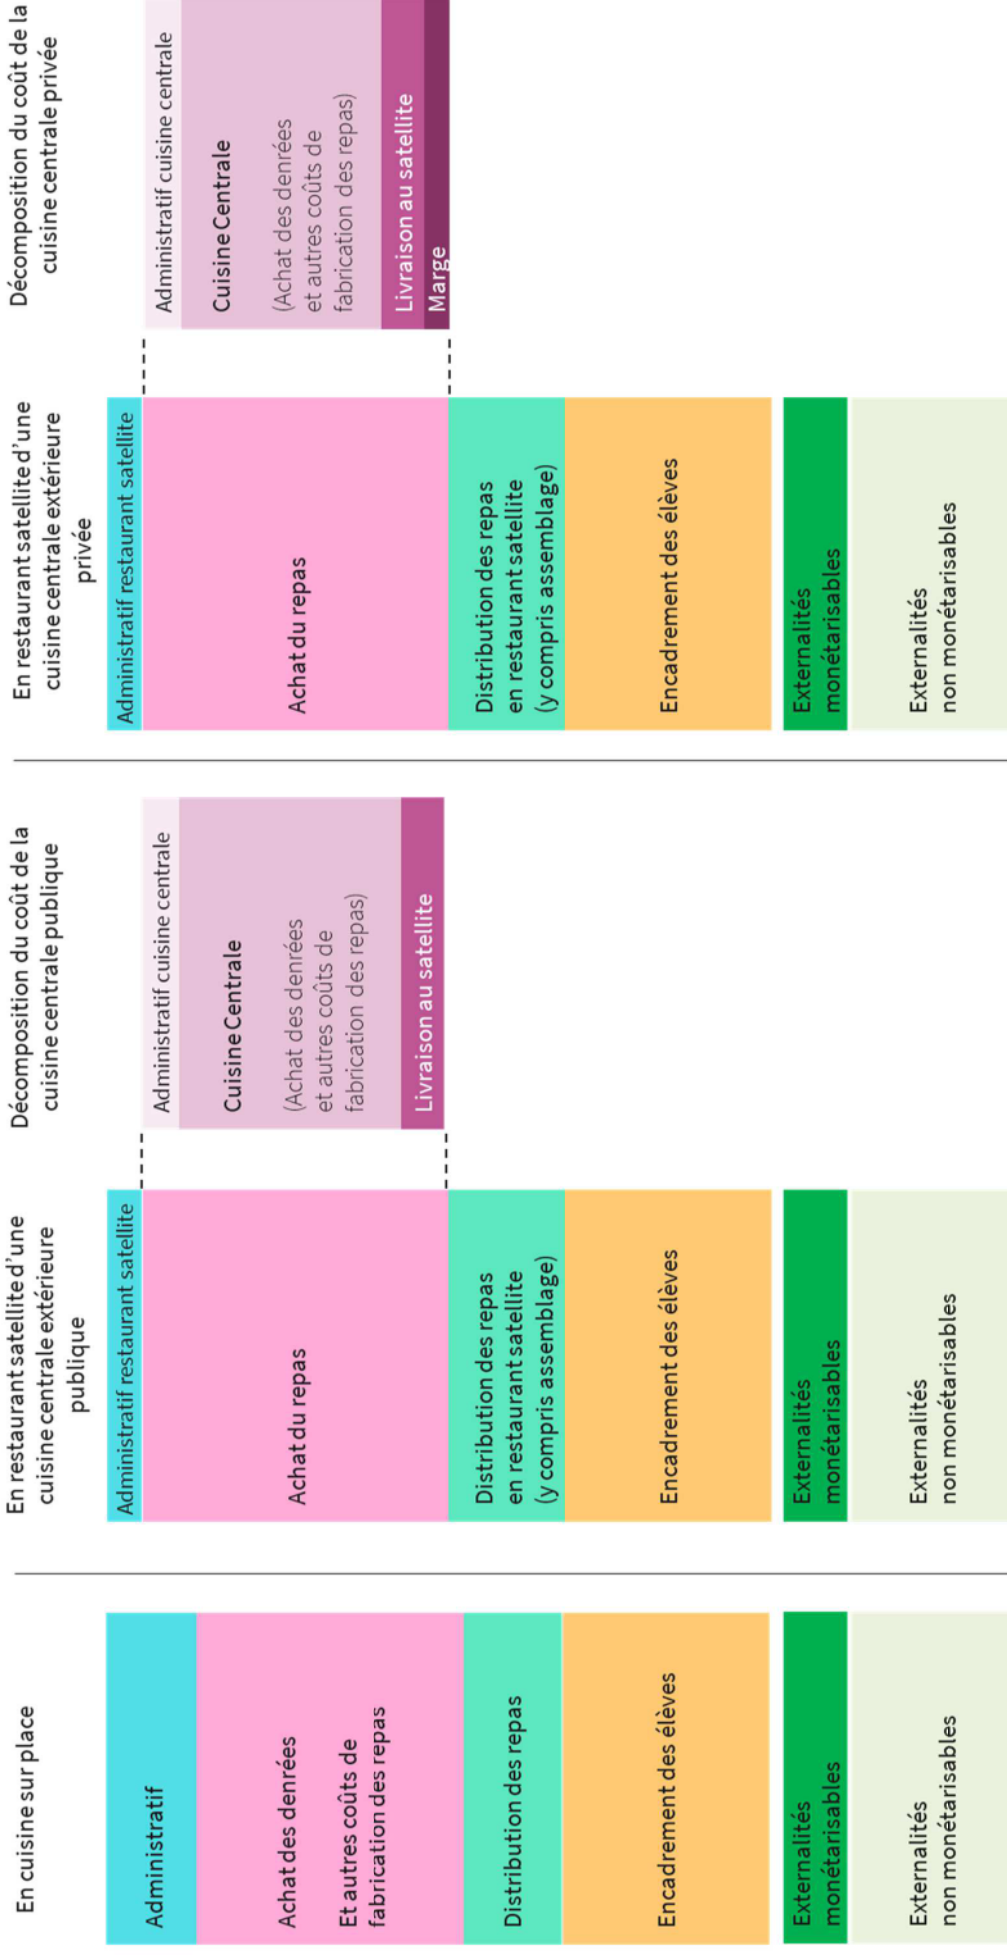 En cuisine sur place
Administratif
Achat des denrées
Et autres coûts de
fabrication des repas
Distribution des repas
Encadrement des élèves
Externalités
monétarisables
Externalités
non monétarisables
En restaurant satellite d'une
cuisine centrale extérieure
publique
Administratif restaurant satellite
Achat du repas
Distribution des repas
en restaurant satellite
(y compris assemblage)
Encadrement des élèves
Externalités
monétarisables
Externalités
non monétarisables
Décomposition du coût de la
cuisine centrale publique
Administratif cuisine centrale
Cuisine Centrale
(Achat des denrées
et autres coûts de
fabrication des repas)
Livraison au satellite
En restaurant satellite d'une
cuisine centrale extérieure
privée
Administratif restaurant satellite
Achat du repas
Distribution des repas
en restaurant satellite
(y compris assemblage)
Encadrement des élèves
Externalités
monétarisables
Externalités
non monétarisables
Décomposition du coût de la
cuisine centrale privée
Administratif cuisine centrale
Cuisine Centrale
(Achat des denrées
et autres coûts de
fabrication des repas)
Livraison au satellite
Marge